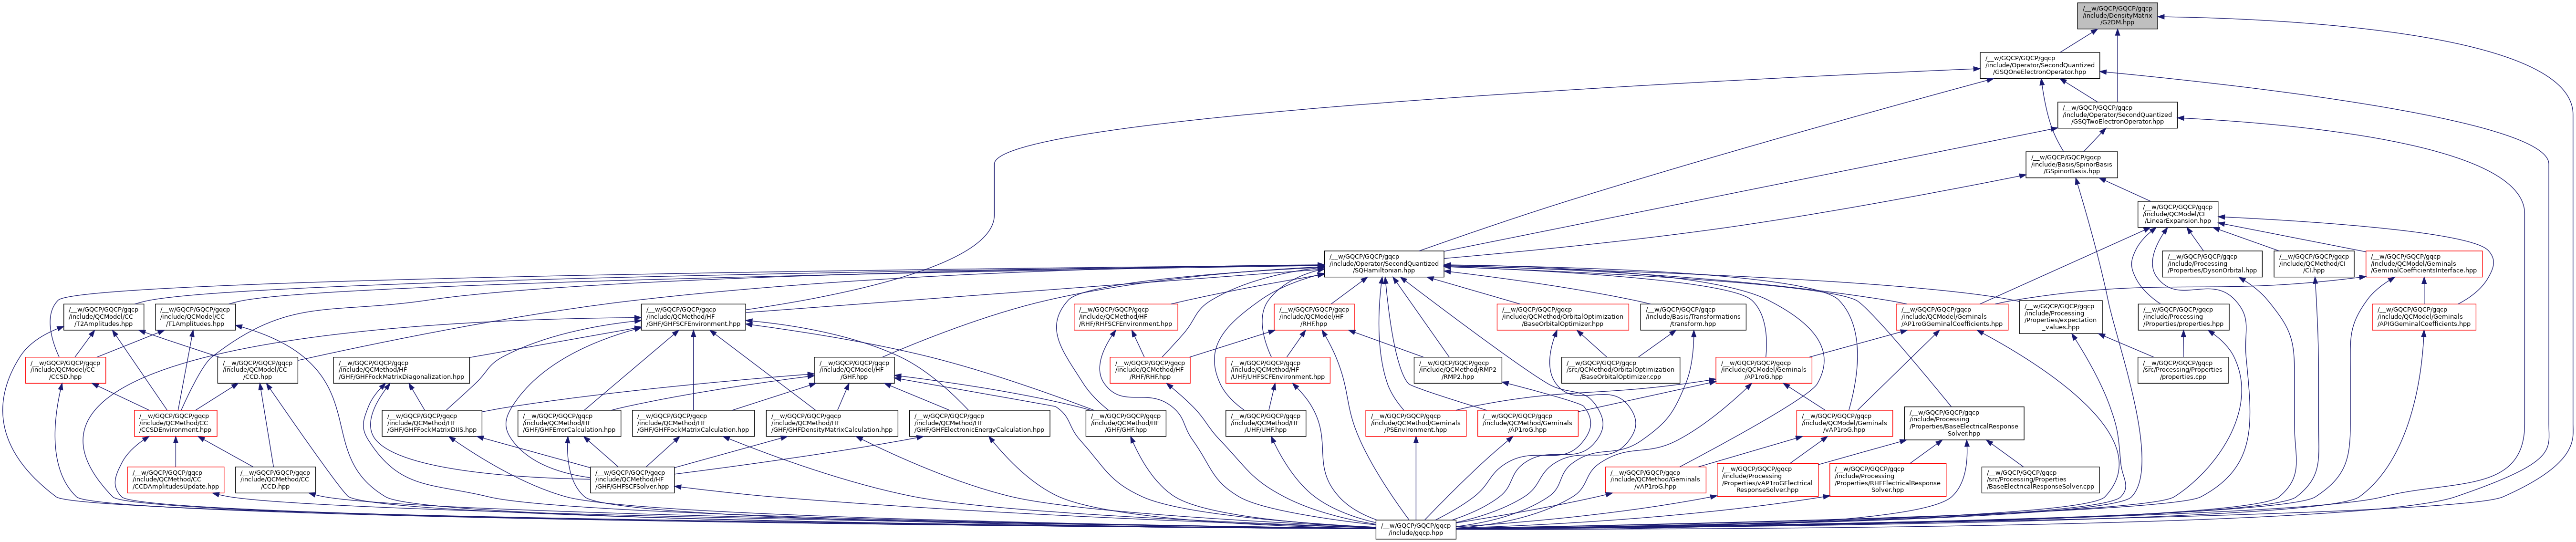 /__w/GQCP/GQCP/gqcp
/include/DensityMatrix
/G2DM.hpp
/__w/GQCP/GQCP/gqcp
/include/Operator/SecondQuantized
/GSQOneElectronOperator.hpp
/__w/GQCP/GQCP/gqcp
/include/Operator/SecondQuantized
/GSQTwoElectronOperator.hpp
/__w/GQCP/GQCP/gqcp
/include/Basis/SpinorBasis
/GSpinorBasis.hpp
/__w/GQCP/GQCP/gqcp
/include/QCModel/CI
/LinearExpansion.hpp
/__w/GQCP/GQCP/gqcp
/include/Operator/SecondQuantized
/SQHamiltonian.hpp
/__w/GQCP/GQCP/gqcp
/include/Processing
/Properties/DysonOrbital.hpp
/__w/GQCP/GQCP/gqcp
/include/QCMethod/CI
/CI.hpp
/__w/GQCP/GQCP/gqcp
/include/QCModel/Geminals
/GeminalCoefficientsInterface.hpp
/__w/GQCP/GQCP/gqcp
/include/QCModel/CC
/T2Amplitudes.hpp
/__w/GQCP/GQCP/gqcp
/include/QCModel/CC
/T1Amplitudes.hpp
/__w/GQCP/GQCP/gqcp
/include/QCMethod/HF
/GHF/GHFSCFEnvironment.hpp
/__w/GQCP/GQCP/gqcp
/include/QCMethod/HF
/RHF/RHFSCFEnvironment.hpp
/__w/GQCP/GQCP/gqcp
/include/QCModel/HF
/RHF.hpp
/__w/GQCP/GQCP/gqcp
/include/QCMethod/OrbitalOptimization
/BaseOrbitalOptimizer.hpp
/__w/GQCP/GQCP/gqcp
/include/Basis/Transformations
/transform.hpp
/__w/GQCP/GQCP/gqcp
/include/QCModel/Geminals
/AP1roGGeminalCoefficients.hpp
/__w/GQCP/GQCP/gqcp
/include/Processing
/Properties/expectation
_values.hpp
/__w/GQCP/GQCP/gqcp
/include/Processing
/Properties/properties.hpp
/__w/GQCP/GQCP/gqcp
/include/QCModel/Geminals
/APIGGeminalCoefficients.hpp
/__w/GQCP/GQCP/gqcp
/include/QCModel/CC
/CCSD.hpp
/__w/GQCP/GQCP/gqcp
/include/QCModel/CC
/CCD.hpp
/__w/GQCP/GQCP/gqcp
/include/QCMethod/HF
/GHF/GHFFockMatrixDiagonalization.hpp
/__w/GQCP/GQCP/gqcp
/include/QCModel/HF
/GHF.hpp
/__w/GQCP/GQCP/gqcp
/include/QCMethod/HF
/RHF/RHF.hpp
/__w/GQCP/GQCP/gqcp
/include/QCMethod/HF
/UHF/UHFSCFEnvironment.hpp
/__w/GQCP/GQCP/gqcp
/include/QCMethod/RMP2
/RMP2.hpp
/__w/GQCP/GQCP/gqcp
/src/QCMethod/OrbitalOptimization
/BaseOrbitalOptimizer.cpp
/__w/GQCP/GQCP/gqcp
/include/QCModel/Geminals
/AP1roG.hpp
/__w/GQCP/GQCP/gqcp
/src/Processing/Properties
/properties.cpp
/__w/GQCP/GQCP/gqcp
/include/QCMethod/CC
/CCSDEnvironment.hpp
/__w/GQCP/GQCP/gqcp
/include/QCMethod/HF
/GHF/GHFFockMatrixDIIS.hpp
/__w/GQCP/GQCP/gqcp
/include/QCMethod/HF
/GHF/GHFErrorCalculation.hpp
/__w/GQCP/GQCP/gqcp
/include/QCMethod/HF
/GHF/GHFFockMatrixCalculation.hpp
/__w/GQCP/GQCP/gqcp
/include/QCMethod/HF
/GHF/GHFDensityMatrixCalculation.hpp
/__w/GQCP/GQCP/gqcp
/include/QCMethod/HF
/GHF/GHFElectronicEnergyCalculation.hpp
/__w/GQCP/GQCP/gqcp
/include/QCMethod/HF
/GHF/GHF.hpp
/__w/GQCP/GQCP/gqcp
/include/QCMethod/HF
/UHF/UHF.hpp
/__w/GQCP/GQCP/gqcp
/include/QCMethod/Geminals
/PSEnvironment.hpp
/__w/GQCP/GQCP/gqcp
/include/QCMethod/Geminals
/AP1roG.hpp
/__w/GQCP/GQCP/gqcp
/include/QCModel/Geminals
/vAP1roG.hpp
/__w/GQCP/GQCP/gqcp
/include/Processing
/Properties/BaseElectricalResponse
Solver.hpp
/__w/GQCP/GQCP/gqcp
/include/QCMethod/CC
/CCDAmplitudesUpdate.hpp
/__w/GQCP/GQCP/gqcp
/include/QCMethod/CC
/CCD.hpp
/__w/GQCP/GQCP/gqcp
/include/QCMethod/HF
/GHF/GHFSCFSolver.hpp
/__w/GQCP/GQCP/gqcp
/include/QCMethod/Geminals
/vAP1roG.hpp
/__w/GQCP/GQCP/gqcp
/include/Processing
/Properties/vAP1roGElectrical
ResponseSolver.hpp
/__w/GQCP/GQCP/gqcp
/include/Processing
/Properties/RHFElectricalResponse
Solver.hpp
/__w/GQCP/GQCP/gqcp
/src/Processing/Properties
/BaseElectricalResponseSolver.cpp
/__w/GQCP/GQCP/gqcp
/include/gqcp.hpp